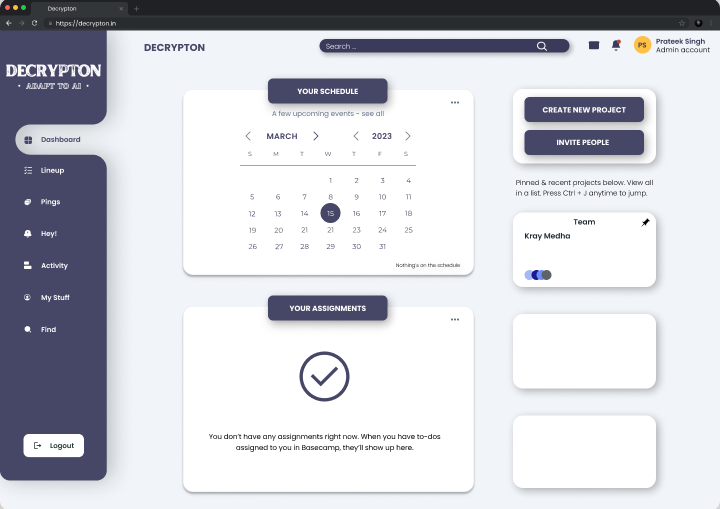 Decrypton
https://decrypton.in
DECRYPTON
• ADAPT TO AI •
Dashboard
Lineup
Pings
Hey!
Activity
My Stuff
Find
Logout
DECRYPTON
Search ...
PS
Prateek Singh
Admin account
YOUR SCHEDULE
A few upcoming events - see all
MARCH 2023
S M T W T F S
1 2 3 4
5 6 7 8 9 10 11
12 13 14 15 16 17 18
19 20 21 21 23 24 25
26 27 28 29 30 31
Nothing's on the schedule.
YOUR ASSIGNMENTS
You don't have any assignments right now. When you have to-dos
assigned to you in Basecamp, they'll show up here.
CREATE NEW PROJECT
INVITE PEOPLE
Pinned & recent projects below. View all
in a list. Press Ctrl + J anytime to jump.
Team
Kray Medha